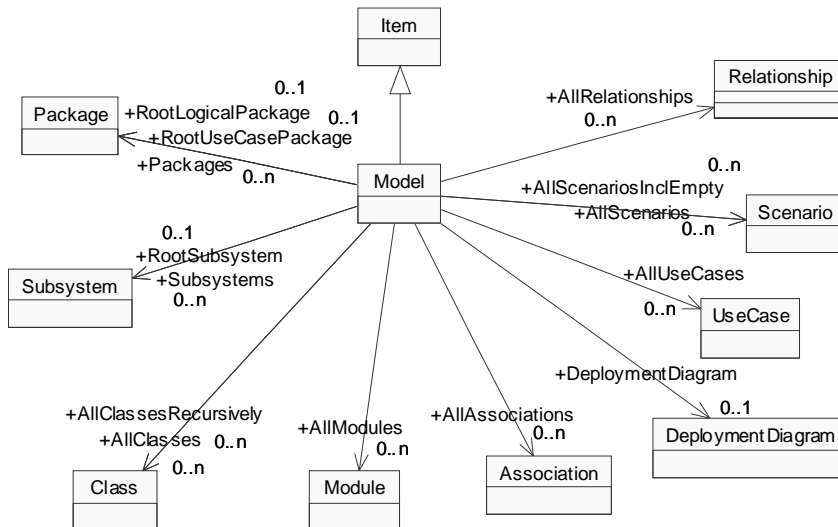 Item
0..1
Package
+RootLogicalPackage
0..1
+RootUseCasePackage
+Packages
0..n
Model
+AllRelationships
0..n
Relationship
0..n
+AllScenariosInclEmpty
+AllScenarios
0..n
Scenario
0..1
+RootSubsystem
+Subsystems
0..n
Subsystem
+AllUseCases
0..n
UseCase
+DeploymentDiagram
0..1
DeploymentDiagram
+AllClassesRecursively
+AllClasses
0..n
0..n
Class
+AllModules
0..n
Module
+AllAssociations
0..n
Association